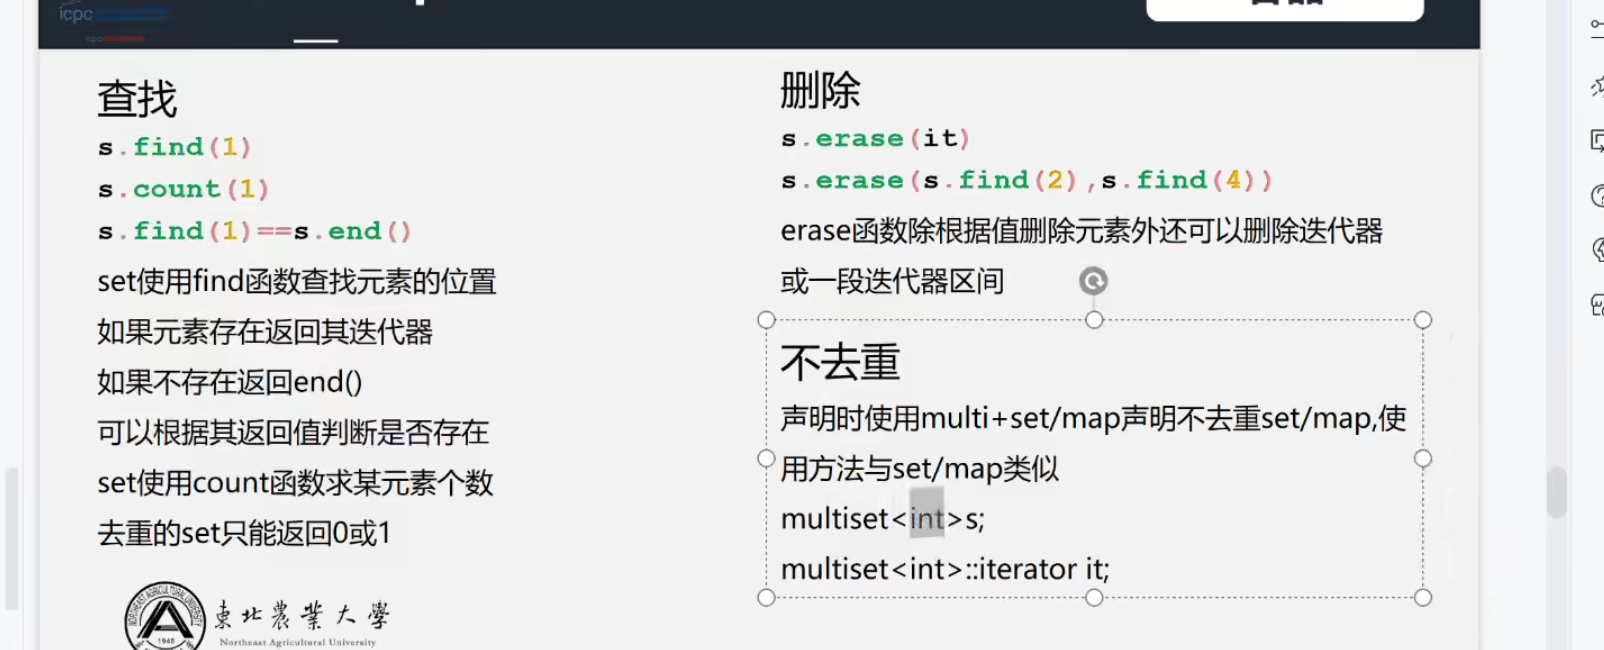 icpc
查找
s.find(1)
s.count(1)
s.find(1)==s.end()
set使用find函数查找元素的位置
如果元素存在返回其迭代器
如果不存在返回end()
可以根据其返回值判断是否存在
set使用count函数求某元素个数
去重的set只能返回0或1
删除
s.erase(it)
s.erase(s.find(2),s.find(4))
erase函数除根据值删除元素外还可以删除迭代器
或一段迭代器区间
不去重
声明时使用multi+set/map声明不去重set/map,使
用方法与set/map类似
multiset<int>s;
multiset<int>::iterator it;
NORTHEAST AGRICULTURAL UNIVERSITY
1948
東北農業大學
Northeast Agricultural University